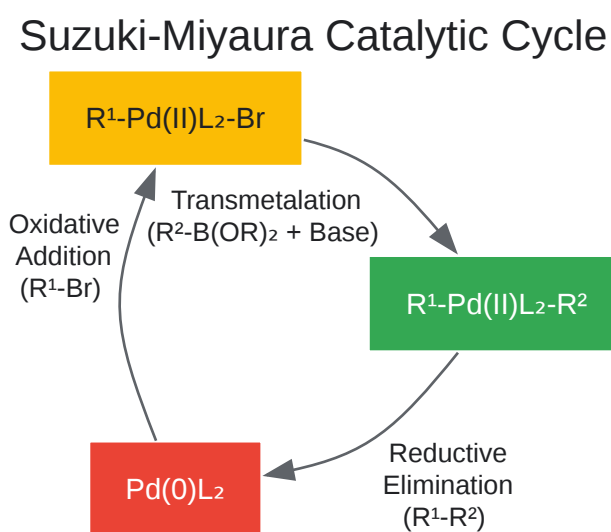 Suzuki-Miyaura Catalytic Cycle
R¹-Pd(II)L₂-Br
Transmetalation
(R²-B(OR)₂ + Base)
Oxidative
Addition
(R¹-Br)
R¹-Pd(II)L₂-R²
Reductive
Elimination
(R¹-R²)
Pd(0)L₂